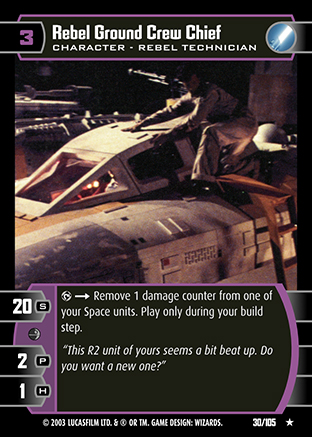 3
Rebel Ground Crew Chief
CHARACTER - REBEL TECHNICIAN
20 S
→ Remove 1 damage counter from one of
your Space units. Play only during your build
step.
2 P
“This R2 unit of yours seems a bit beat up. Do
you want a new one?”
1 H
© 2003 LUCASFILM LTD. & ® OR TM. GAME DESIGN: WIZARDS.
30/105